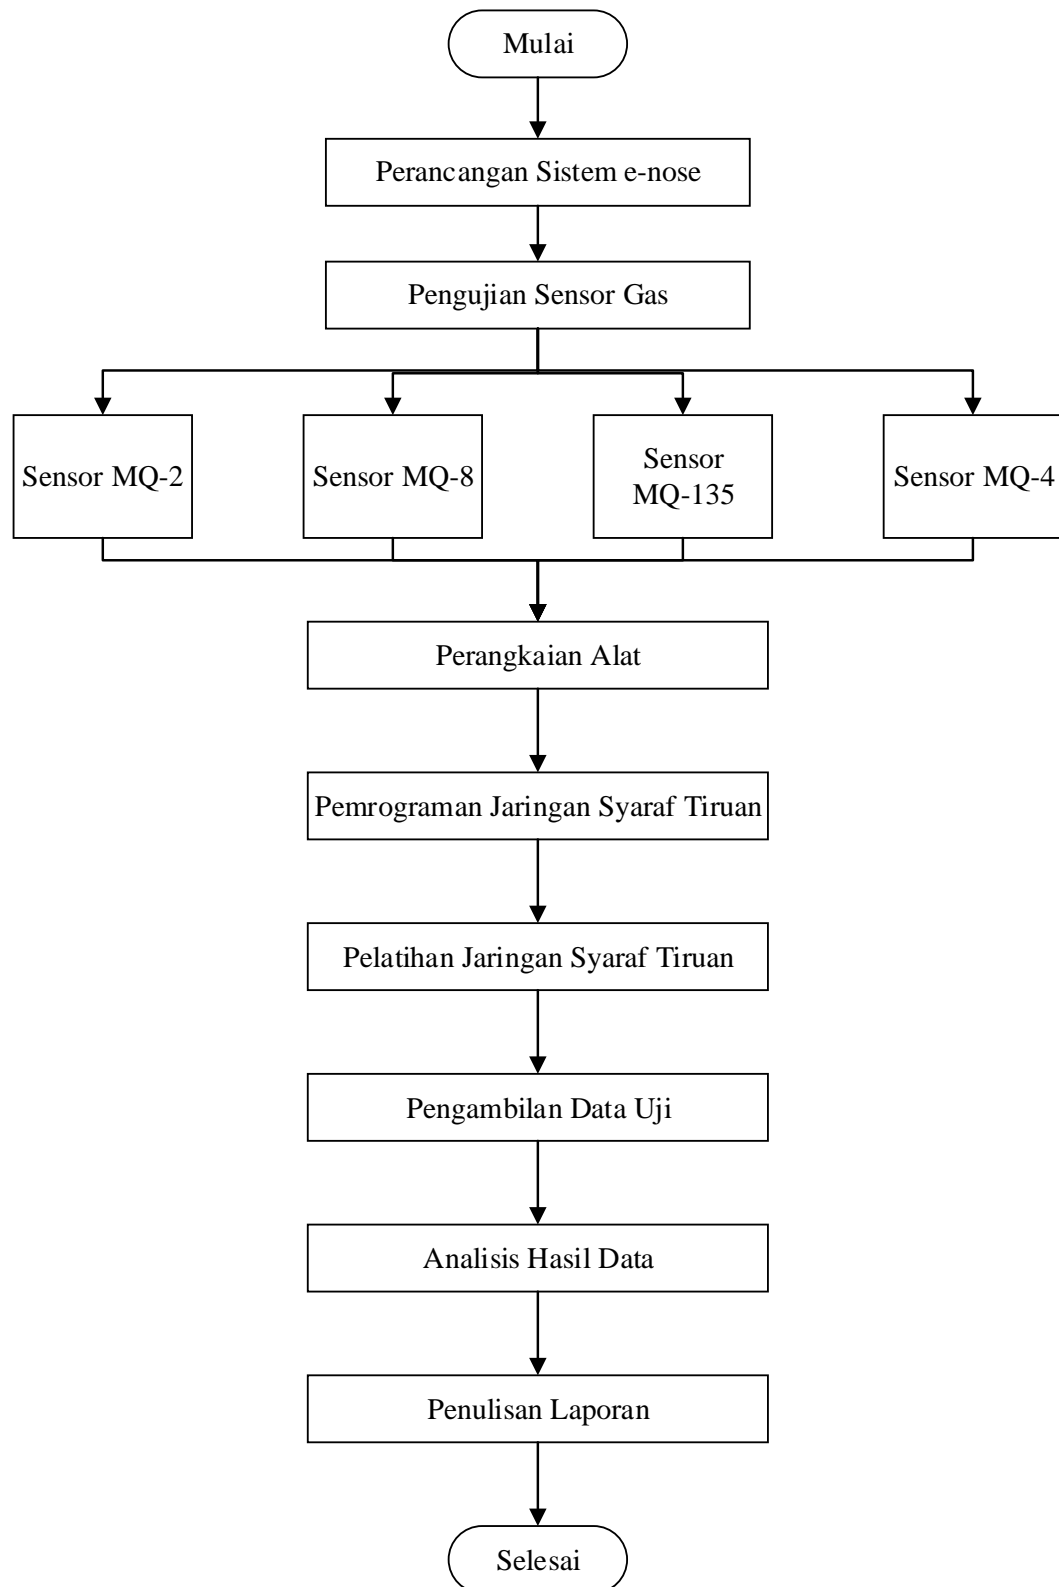 Mulai
Perancangan Sistem e-nose
Pengujian Sensor Gas
Sensor MQ-2
Sensor MQ-8
Sensor
MQ-135
Sensor MQ-4
Perangkaian Alat
Pemrograman Jaringan Syaraf Tiruan
Pelatihan Jaringan Syaraf Tiruan
Pengambilan Data Uji
Analisis Hasil Data
Penulisan Laporan
Selesai